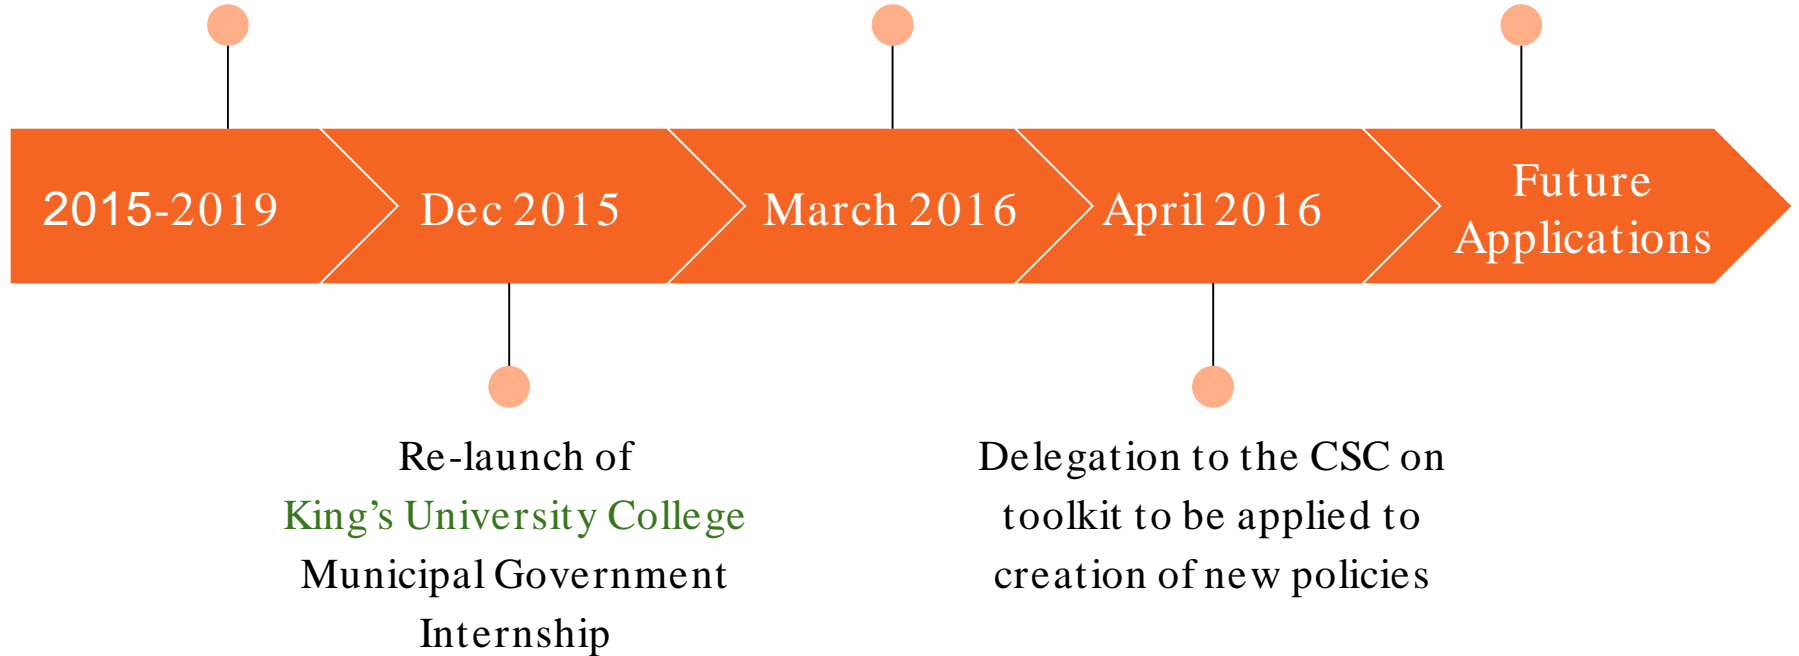 2015-2019
Dec 2015
March 2016
April 2016
Future
Applications
Re-launch of
King's University College
Municipal Government
Internship
Delegation to the CSC on
toolkit to be applied to
creation of new policies